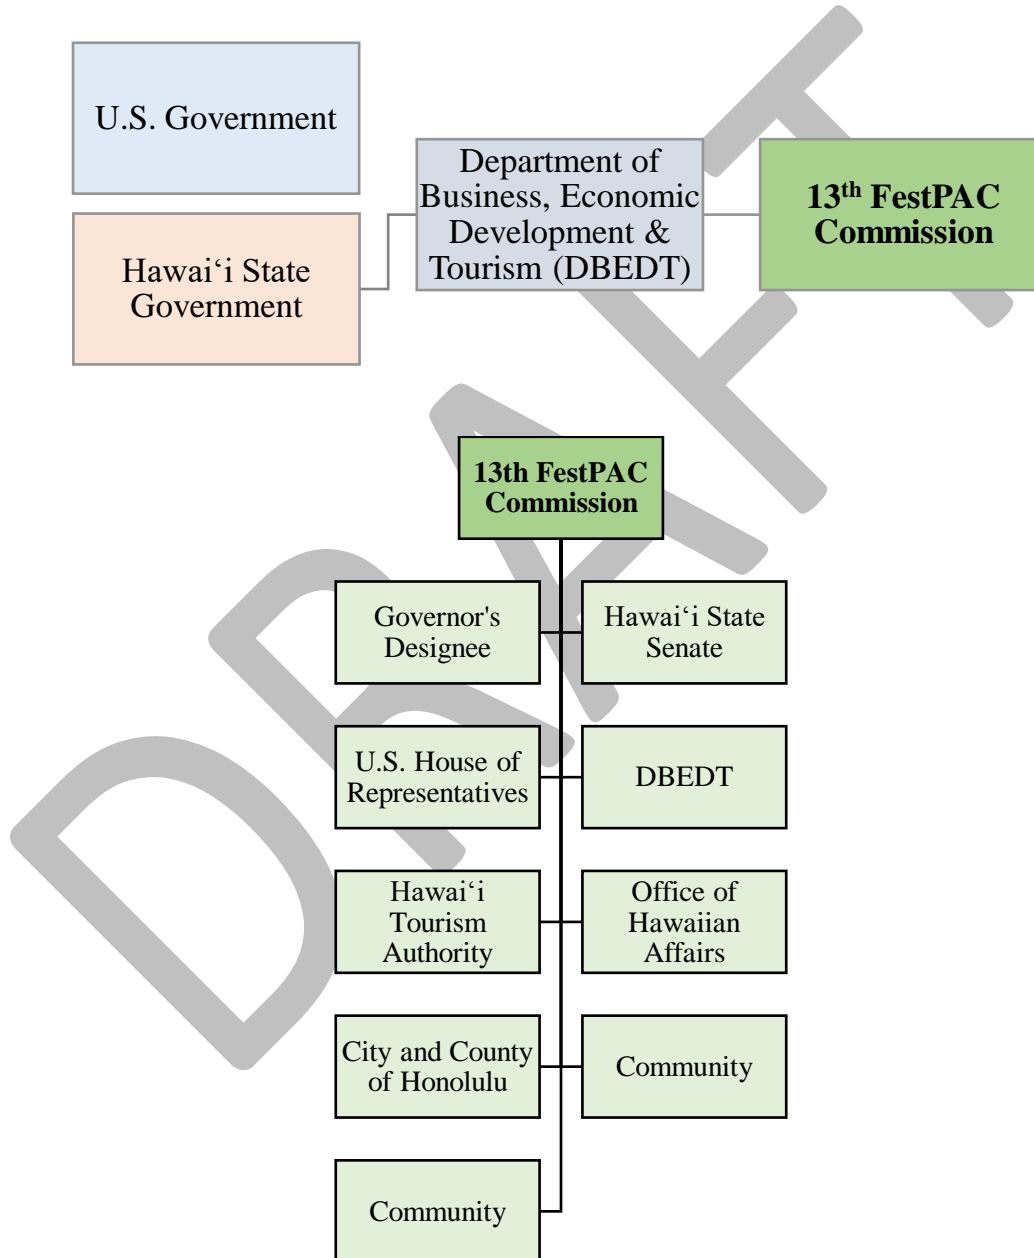 U.S. Government
Hawaiʻi State
Government
Department of
Business, Economic
Development &
Tourism (DBEDT)
13th FestPAC
Commission
DRAFT
13th FestPAC
Commission
Governor's
Designee
Hawaiʻi State
Senate
U.S. House of
Representatives
DBEDT
Hawaiʻi
Tourism
Authority
Office of
Hawaiian
Affairs
City and County
of Honolulu
Community
Community